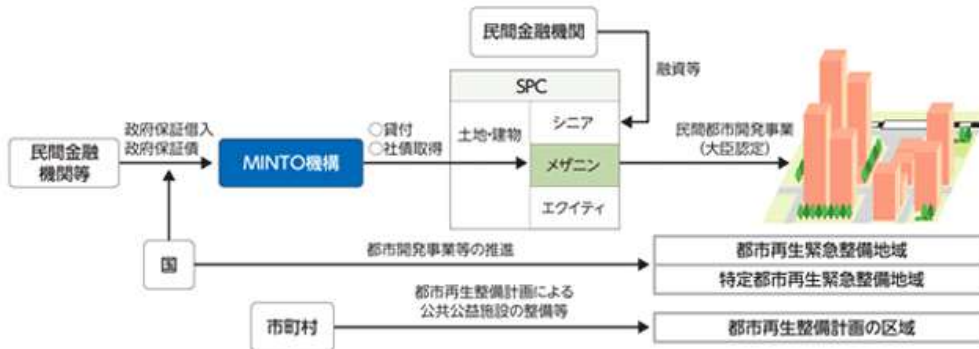 民間金融機関
融資等
SPC
土地・建物
シニア
メザニン
エクイティ
民間金融
機関等
政府保証借入
政府保証債
MINTO機構
○貸付
○社債取得
民間都市開発事業
(大臣認定)
国
都市開発事業等の推進
都市再生緊急整備地域
特定都市再生緊急整備地域
市町村
都市再生整備計画による
公共公益施設の整備等
都市再生整備計画の区域